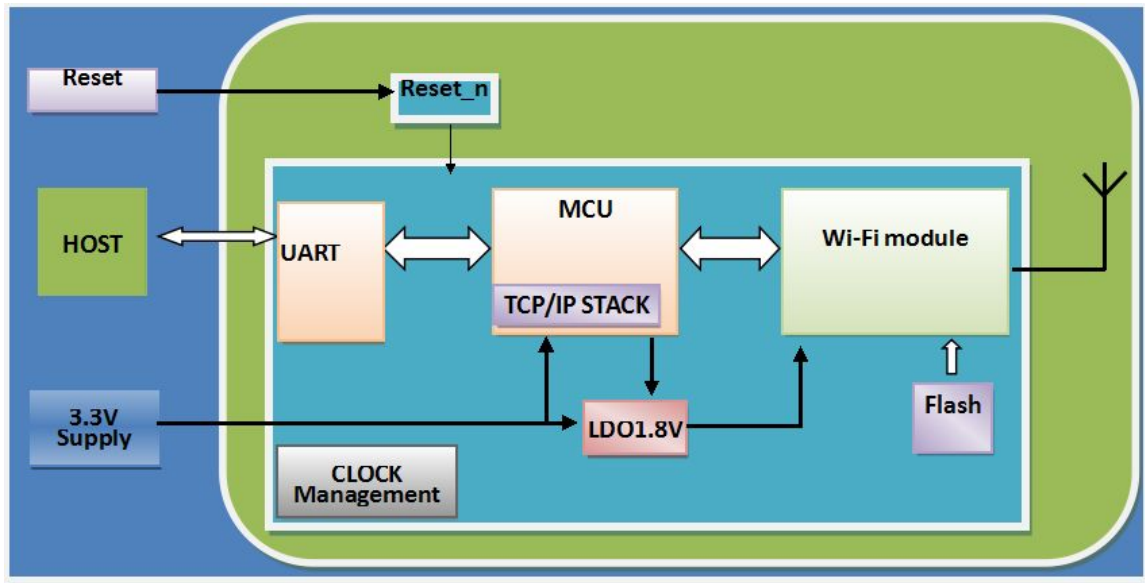 Reset
Reset_n
HOST
UART
MCU
TCP/IP STACK
Wi-Fi module
3.3V
Supply
LDO1.8V
Flash
CLOCK
Management